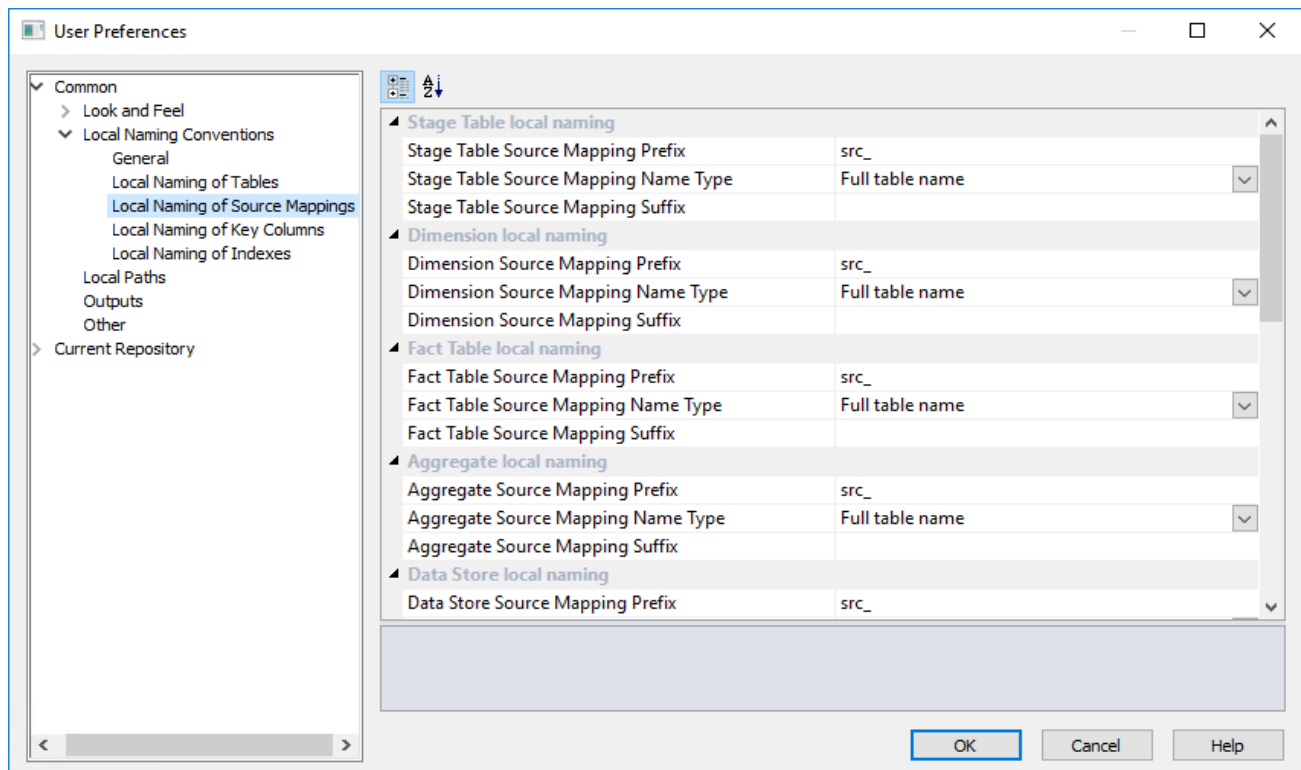 User Preferences
Common
Look and Feel
Local Naming Conventions
General
Local Naming of Tables
Local Naming of Source Mappings
Local Naming of Key Columns
Local Naming of Indexes
Local Paths
Outputs
Other
Current Repository
Stage Table local naming
Stage Table Source Mapping Prefix src_
Stage Table Source Mapping Name Type Full table name
Stage Table Source Mapping Suffix
Dimension local naming
Dimension Source Mapping Prefix src_
Dimension Source Mapping Name Type Full table name
Dimension Source Mapping Suffix
Fact Table local naming
Fact Table Source Mapping Prefix src_
Fact Table Source Mapping Name Type Full table name
Fact Table Source Mapping Suffix
Aggregate local naming
Aggregate Source Mapping Prefix src_
Aggregate Source Mapping Name Type Full table name
Aggregate Source Mapping Suffix
Data Store local naming
Data Store Source Mapping Prefix src_
OK Cancel Help